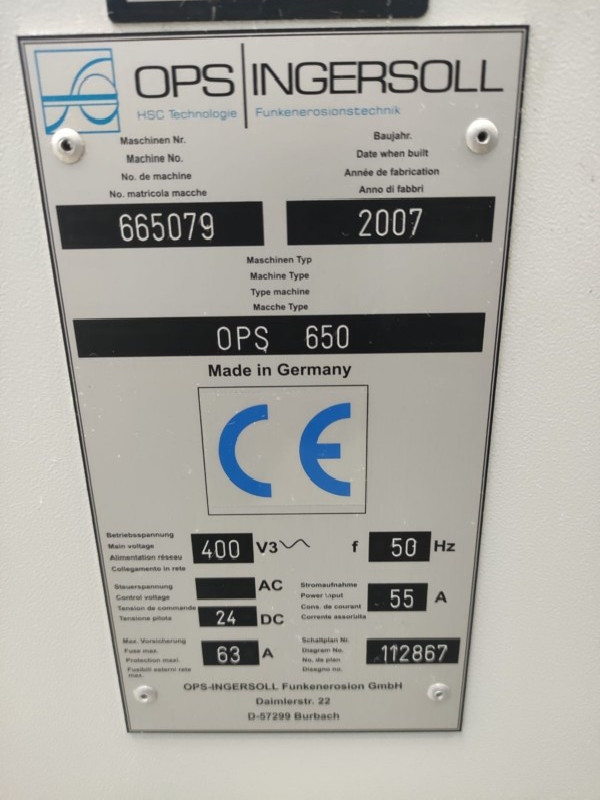 OPS INGERSOLL
HSC Technologie Funkenerosionstechnik
Maschinen Nr.
Machine No.
No. de machine
No. matricola macche
665079
Baujahr.
Date when built
Année de fabrication
Anno di fabbri
2007
Maschinen Typ
Machine Type
Type machine
Macche Type
OPS 650
Made in Germany
CE
Betriebsspannung
Main voltage
Alimentation réseau
Collegamento in rete
400 V3
f 50 Hz
Steuerspannung
Control voltage
Tension de commande
Tensione pilota
AC
24 DC
Stromaufnahme
Power input
Cons. de courant
Corrente assorbita
55 A
Max. Vorsicherung
Fuse max.
Protection maxi.
Fusibili esterni rete
max.
63 A
Schaltplan Nr.
Diagram No.
No. de plan
Disegno no.
112867
OPS-INGERSOLL Funkenerosion GmbH
Daimlerstr. 22
D-57299 Burbach